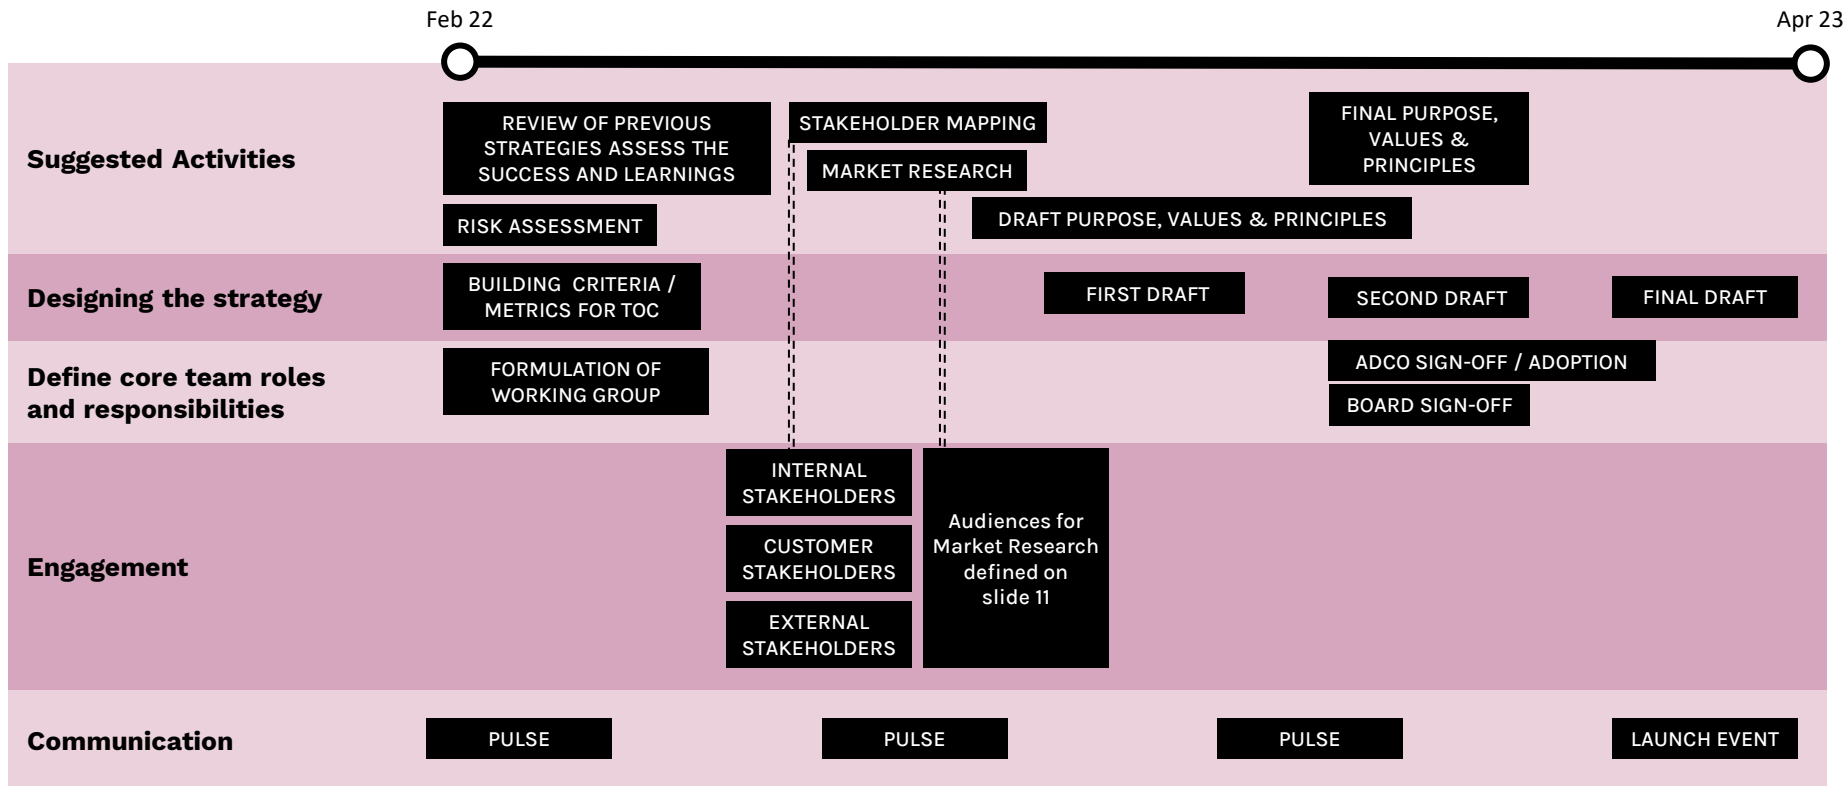 Feb 22
Apr 23
Suggested Activities
REVIEW OF PREVIOUS
STRATEGIES ASSESS THE
SUCCESS AND LEARNINGS
RISK ASSESSMENT
STAKEHOLDER MAPPING
MARKET RESEARCH
DRAFT PURPOSE, VALUES & PRINCIPLES
FINAL PURPOSE,
VALUES &
PRINCIPLES
Designing the strategy
BUILDING CRITERIA /
METRICS FOR TOC
FIRST DRAFT
SECOND DRAFT
FINAL DRAFT
Define core team roles
and responsibilities
FORMULATION OF
WORKING GROUP
ADCO SIGN-OFF / ADOPTION
BOARD SIGN-OFF
Engagement
INTERNAL
STAKEHOLDERS
CUSTOMER
STAKEHOLDERS
EXTERNAL
STAKEHOLDERS
Audiences for
Market Research
defined on
slide 11
Communication
PULSE
PULSE
PULSE
LAUNCH EVENT